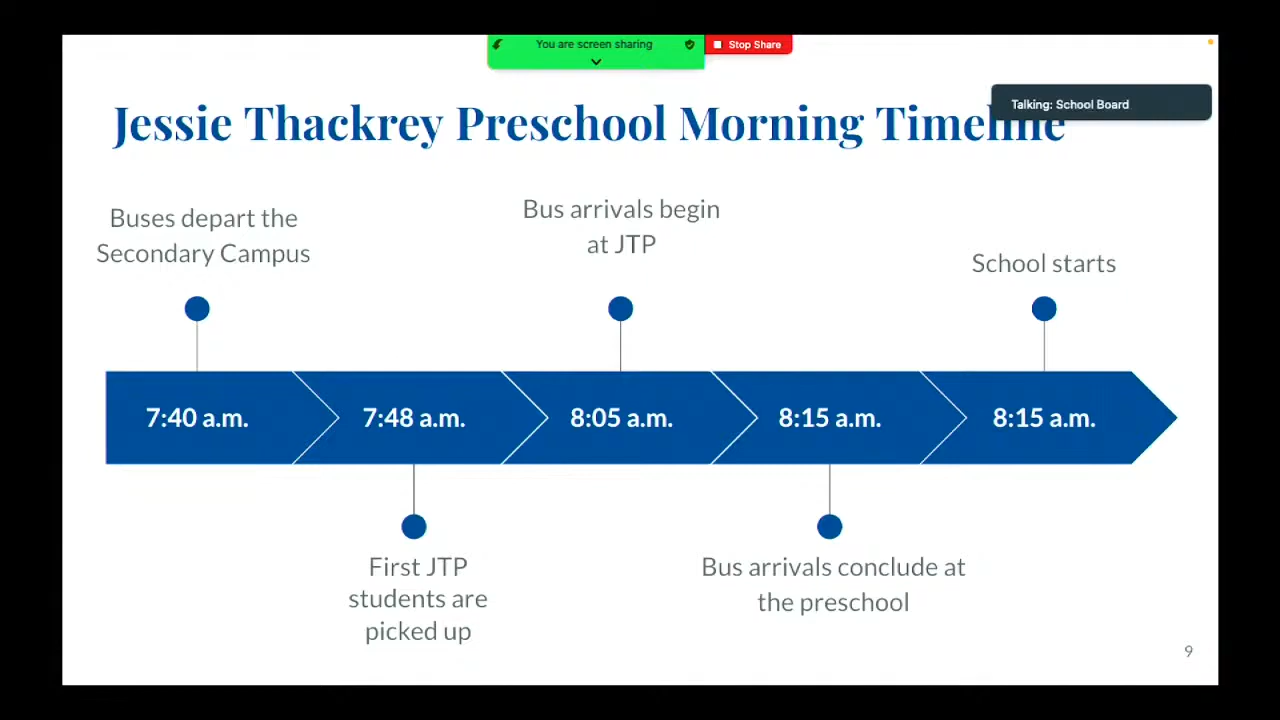 You are screen sharing
Stop Share
Talking: School Board
Jessie Thackrey Preschool Morning Timeline
Buses depart the
Secondary Campus
Bus arrivals begin
at JTP
School starts
7:40 a.m.
7:48 a.m.
8:05 a.m.
8:15 a.m.
8:15 a.m.
First JTP
students are
picked up
Bus arrivals conclude at
the preschool
9